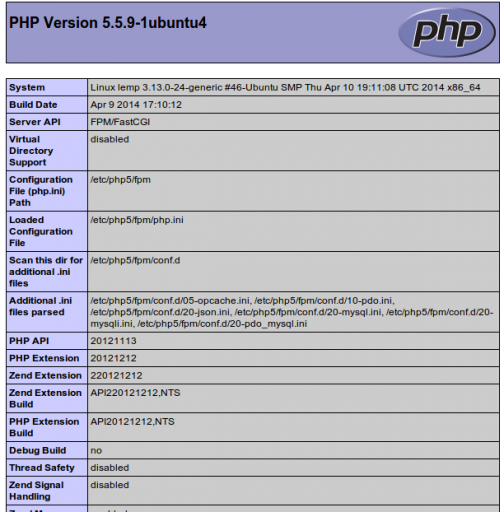 PHP Version 5.5.9-1ubuntu4
php
System Linux lemp 3.13.0-24-generic #46-Ubuntu SMP Thu Apr 10 19:11:08 UTC 2014 x86_64
Build Date Apr 9 2014 17:10:12
Server API FPM/FastCGI
Virtual disabled
Directory
Support
Configuration /etc/php5/fpm
File (php.ini)
Path
Loaded /etc/php5/fpm/php.ini
Configuration
File
Scan this dir for /etc/php5/fpm/conf.d
additional .ini
files
Additional .ini /etc/php5/fpm/conf.d/05-opcache.ini, /etc/php5/fpm/conf.d/10-pdo.ini,
files parsed /etc/php5/fpm/conf.d/20-json.ini, /etc/php5/fpm/conf.d/20-mysql.ini, /etc/php5/fpm/conf.d/20-
mysqli.ini, /etc/php5/fpm/conf.d/20-pdo_mysql.ini
PHP API 20121113
PHP Extension 20121212
Zend Extension 220121212
Zend Extension API220121212,NTS
Build
PHP Extension API20121212,NTS
Build
Debug Build no
Thread Safety disabled
Zend Signal disabled
Handling